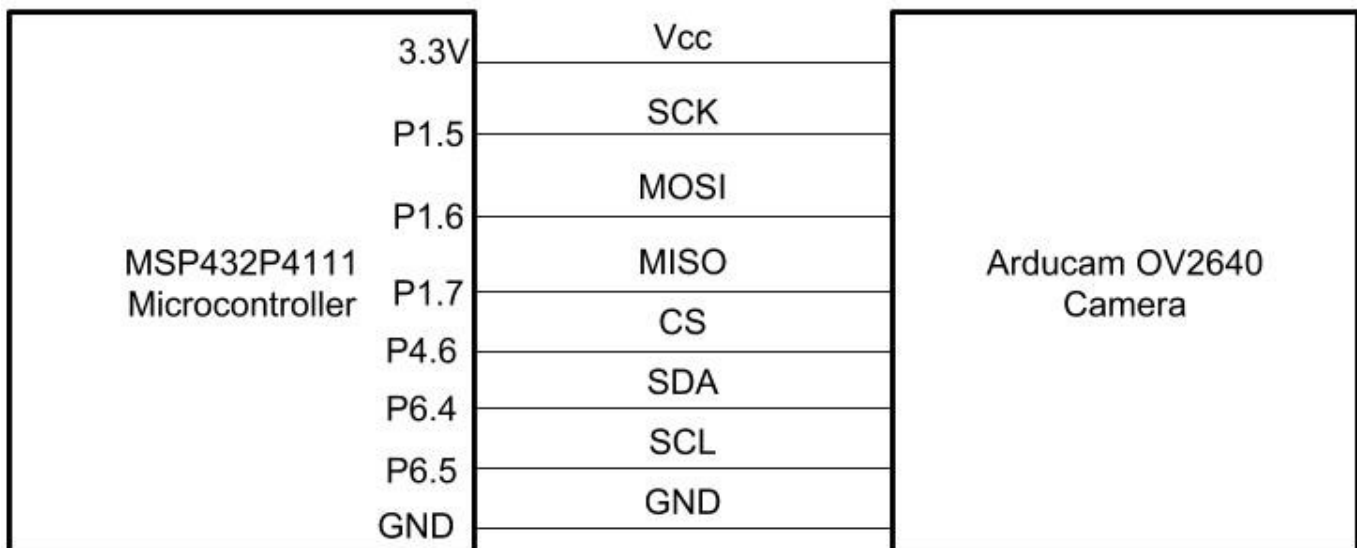 3.3V
Vcc
P1.5
SCK
P1.6
MOSI
MSP432P4111
Microcontroller
P1.7
MISO
Arducam OV2640
Camera
P4.6
CS
P6.4
SDA
P6.5
SCL
GND
GND